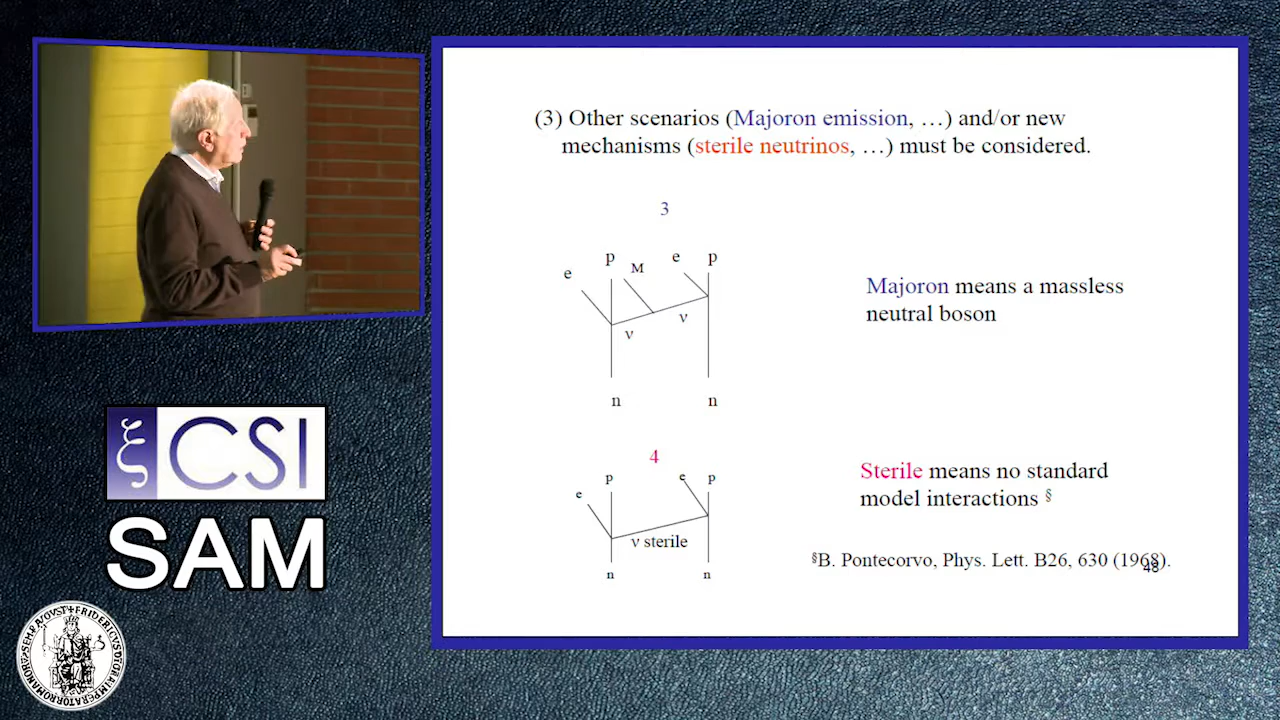 (3) Other scenarios (Majoron emission, …) and/or new
mechanisms (sterile neutrinos, …) must be considered.
3
e p M e p
ν ν
n n
Majoron means a massless
neutral boson
4
e p e p
ν sterile
n n
Sterile means no standard
model interactions §
§B. Pontecorvo, Phys. Lett. B26, 630 (1968).
48
ξ CSI
SAM